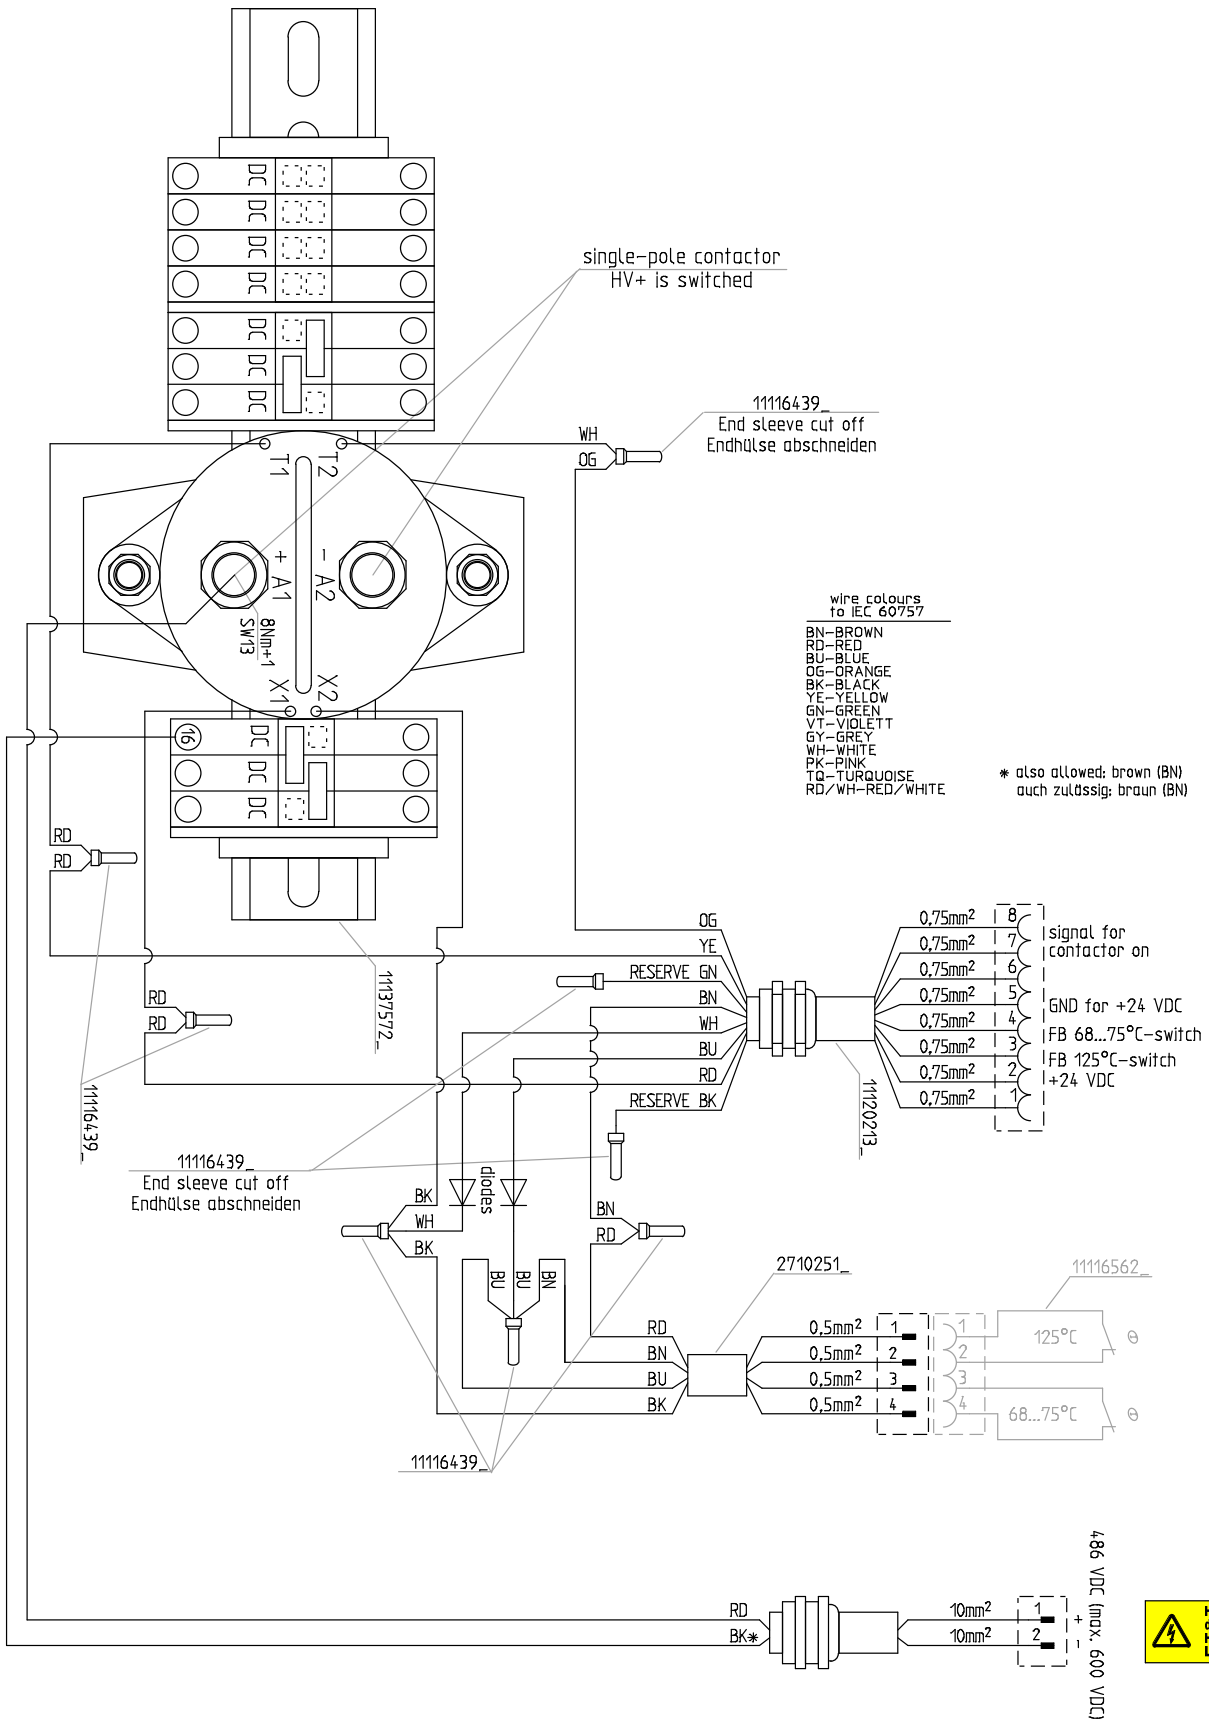 DC
DC
DC
DC
DC
DC
DC
single-pole contactor
HV+ is switched
11116439_
End sleeve cut off
Endhülse abschneiden
WH
OG
T1
T2
+
-
A1
A2
8Nm+1
SW13
X1
X2
16
DC
DC
DC
wire colours
to IEC 60757
BN-BROWN
RD-RED
BU-BLUE
OG-ORANGE
BK-BLACK
YE-YELLOW
GN-GREEN
VT-VIOLETT
GY-GREY
WH-WHITE
PK-PINK
TQ-TURQUOISE
RD/WH-RED/WHITE
* also allowed: brown (BN)
auch zulässig: braun (BN)
RD
RD
RD
RD
11137572_
11116439_
OG
YE
RESERVE GN
BN
WH
BU
RD
RESERVE BK
11120213_
0,75mm²
0,75mm²
0,75mm²
0,75mm²
0,75mm²
0,75mm²
0,75mm²
0,75mm²
8
7
6
5
4
3
2
1
signal for
contactor on
GND for +24 VDC
FB 68...75°C-switch
FB 125°C-switch
+24 VDC
11116439_
End sleeve cut off
Endhülse abschneiden
diodes
BK
WH
BK
BU
BU
BN
BN
RD
2710251_
11116562_
RD
BN
BU
BK
0,5mm²
0,5mm²
0,5mm²
0,5mm²
1
2
3
4
1
2
3
4
125°C
68...75°C
11116439_
486 VDC (max. 600 VDC)
RD
BK*
10mm²
10mm²
1
2
+
-